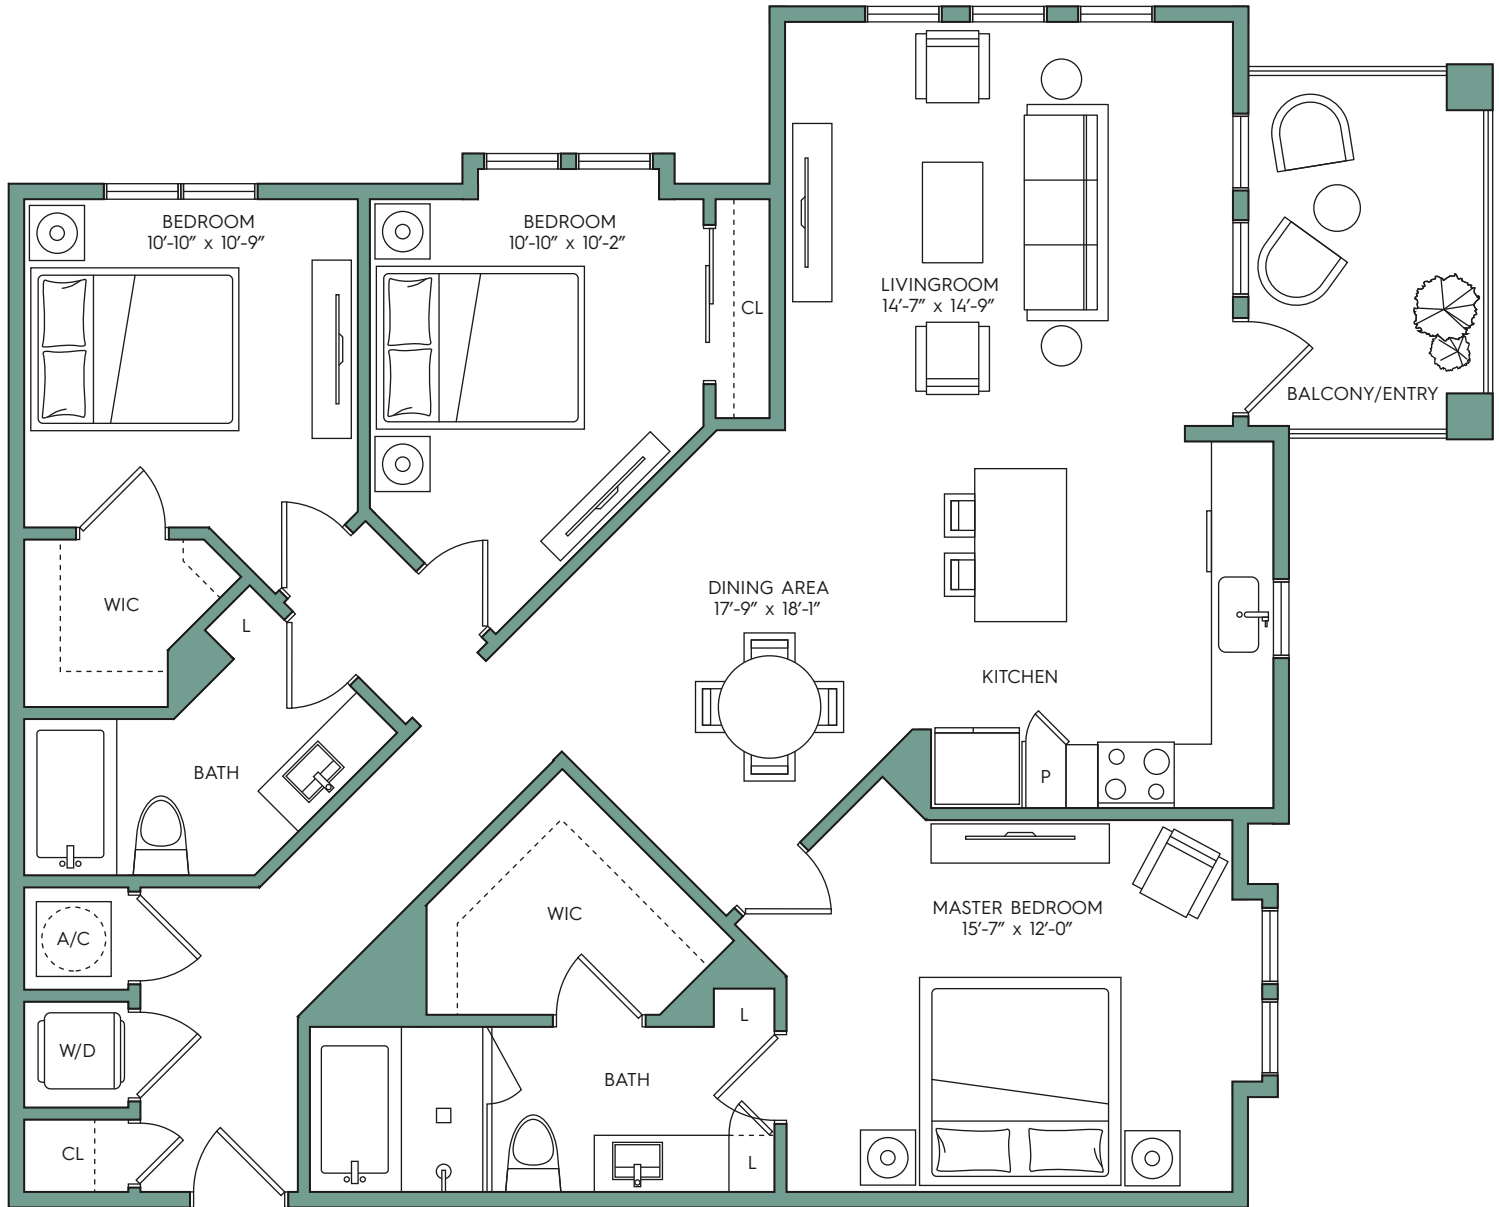 BEDROOM
10'-10" x 10'-9"
BEDROOM
10'-10" x 10'-2"
CL
LIVINGROOM
14'-7" x 14'-9"
BALCONY/ENTRY
WIC
L
DINING AREA
17'-9" x 18'-1"
KITCHEN
BATH
P
WIC
MASTER BEDROOM
15'-7" x 12'-0"
A/C
L
W/D
BATH
CL
L